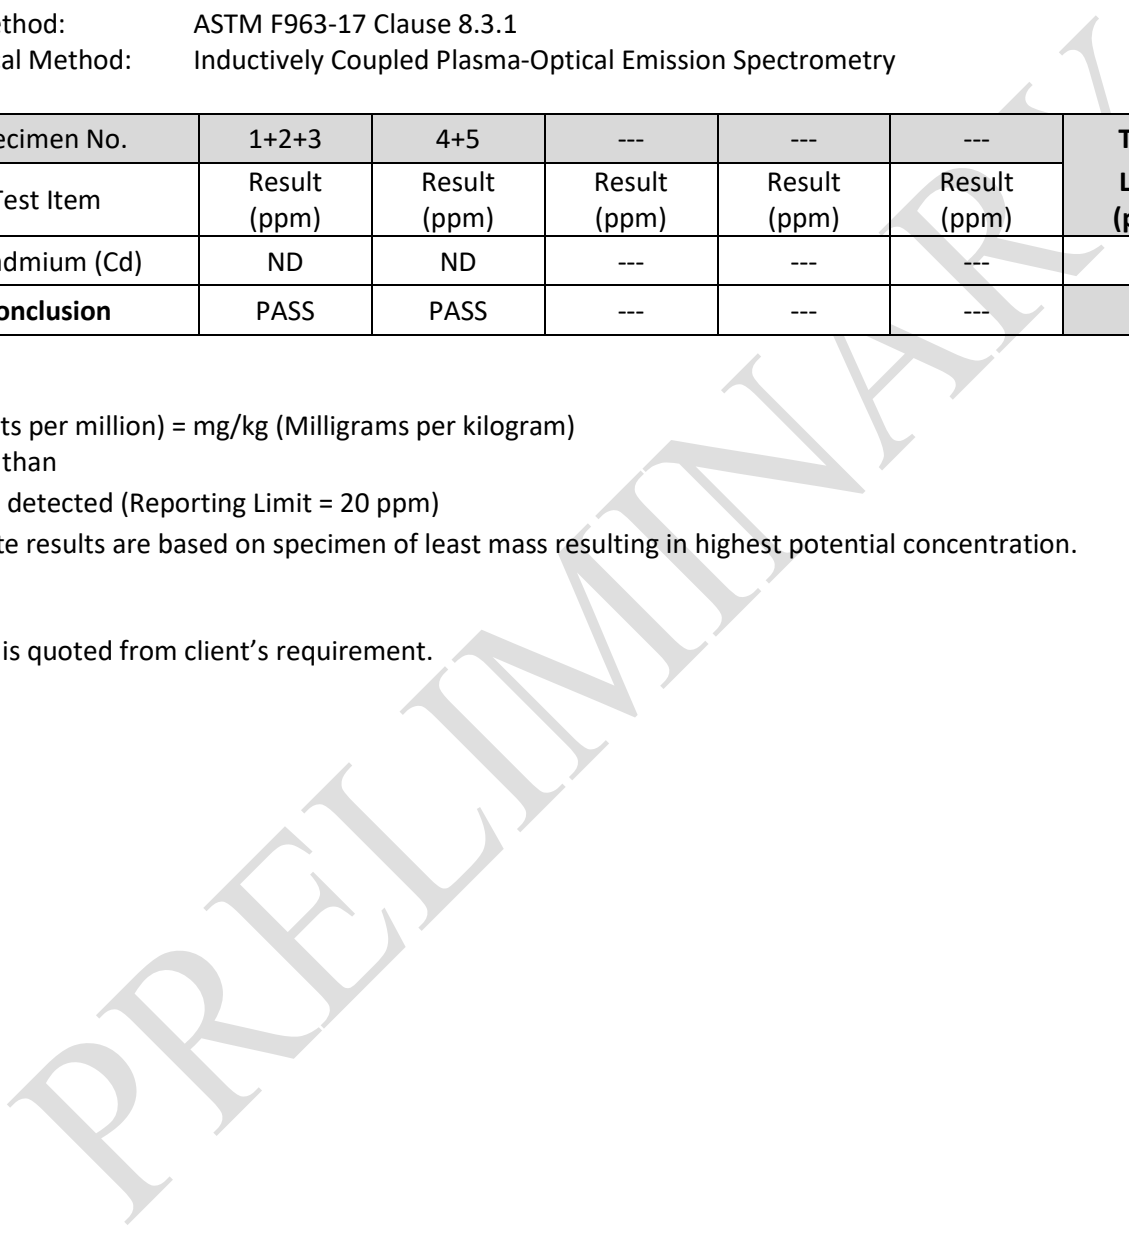 ethod: ASTM F963-17 Clause 8.3.1
al Method: Inductively Coupled Plasma-Optical Emission Spectrometry
ecimen No. 1+2+3 4+5 --- --- --- T
Test Item Result (ppm) Result (ppm) Result (ppm) Result (ppm) Result (ppm) L (p
admium (Cd) ND ND --- --- ---
onclusion PASS PASS --- --- ---
ts per million) = mg/kg (Milligrams per kilogram)
than
detected (Reporting Limit = 20 ppm)
te results are based on specimen of least mass resulting in highest potential concentration.
is quoted from client’s requirement.
PRELIMINARY